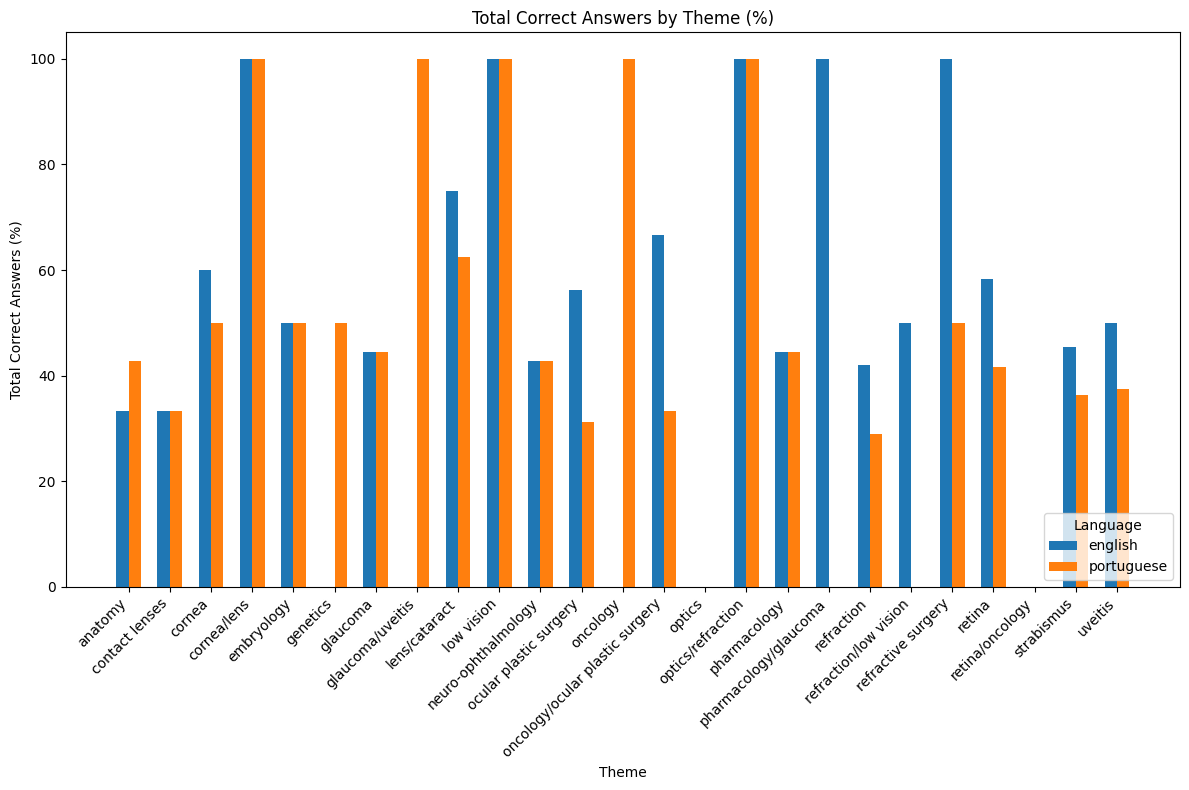 Total Correct Answers by Theme (%)
Total Correct Answers (%)
100
80
60
40
20
0
anatomy
contact lenses
cornea
cornea/lens
embryology
genetics
glaucoma
glaucoma/uveitis
lens/cataract
low vision
neuro-ophthalmology
ocular plastic surgery
oncology
oncology/ocular plastic surgery
optics
optics/refraction
pharmacology
pharmacology/glaucoma
refraction
refraction/low vision
refractive surgery
retina
retina/oncology
strabismus
uveitis
Theme
Language
english
portuguese